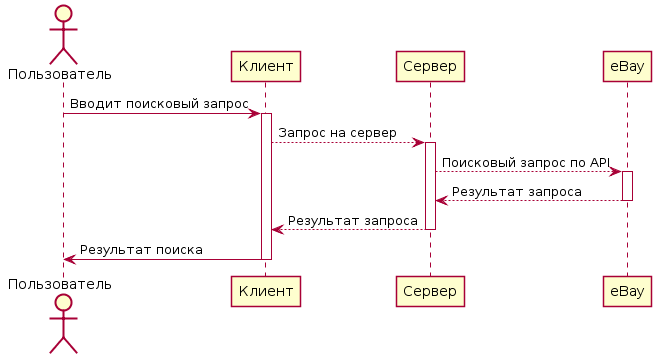 Пользователь
Клиент
Сервер
eBay
Вводит поисковый запрос
Запрос на сервер
Поисковый запрос по API
Результат запроса
Результат запроса
Результат поиска
Пользователь
Клиент
Сервер
eBay